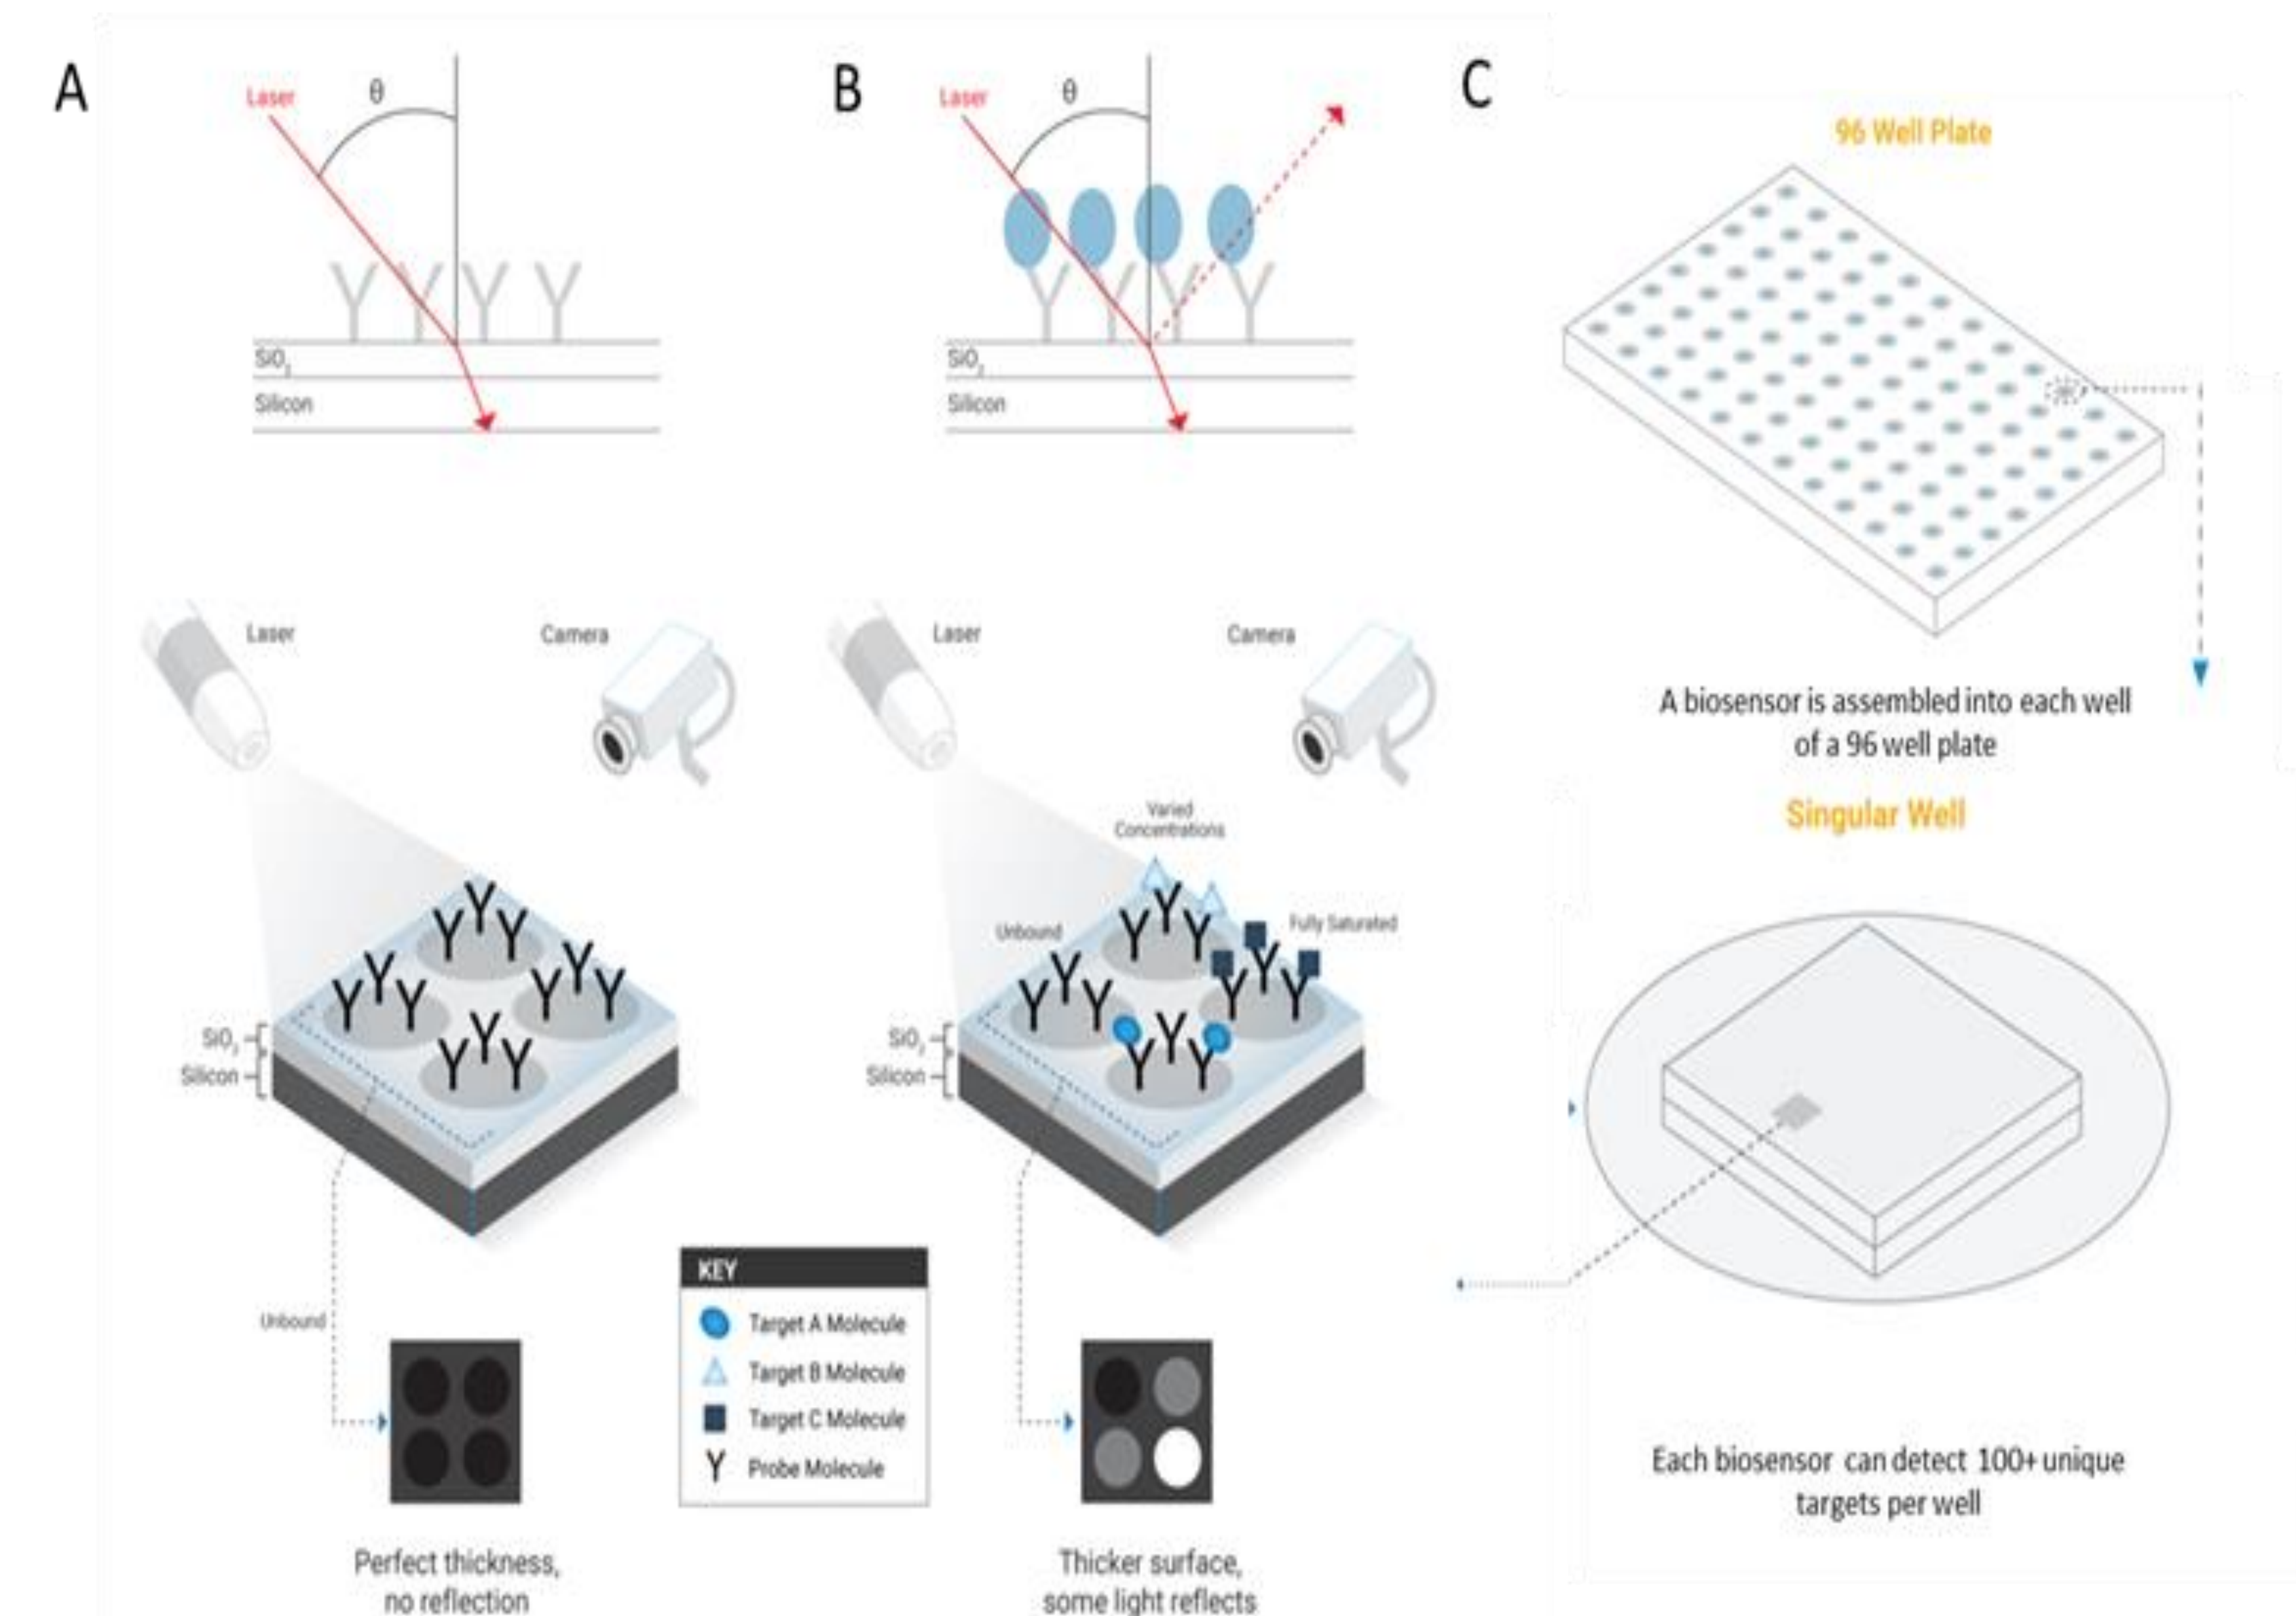 A
Laser
θ
SiO₂
Silicon
B
Laser
θ
SiO₂
Silicon
C
96 Well Plate
A biosensor is assembled into each well
of a 96 well plate
Singular Well
Each biosensor can detect 100+ unique
targets per well
Laser
Camera
SiO₂
Silicon
Unbound
Perfect thickness,
no reflection
Laser
Camera
Varied
Concentrations
Unbound
Fully Saturated
SiO₂
Silicon
KEY
Target A Molecule
Target B Molecule
Target C Molecule
Probe Molecule
Thicker surface,
some light reflects